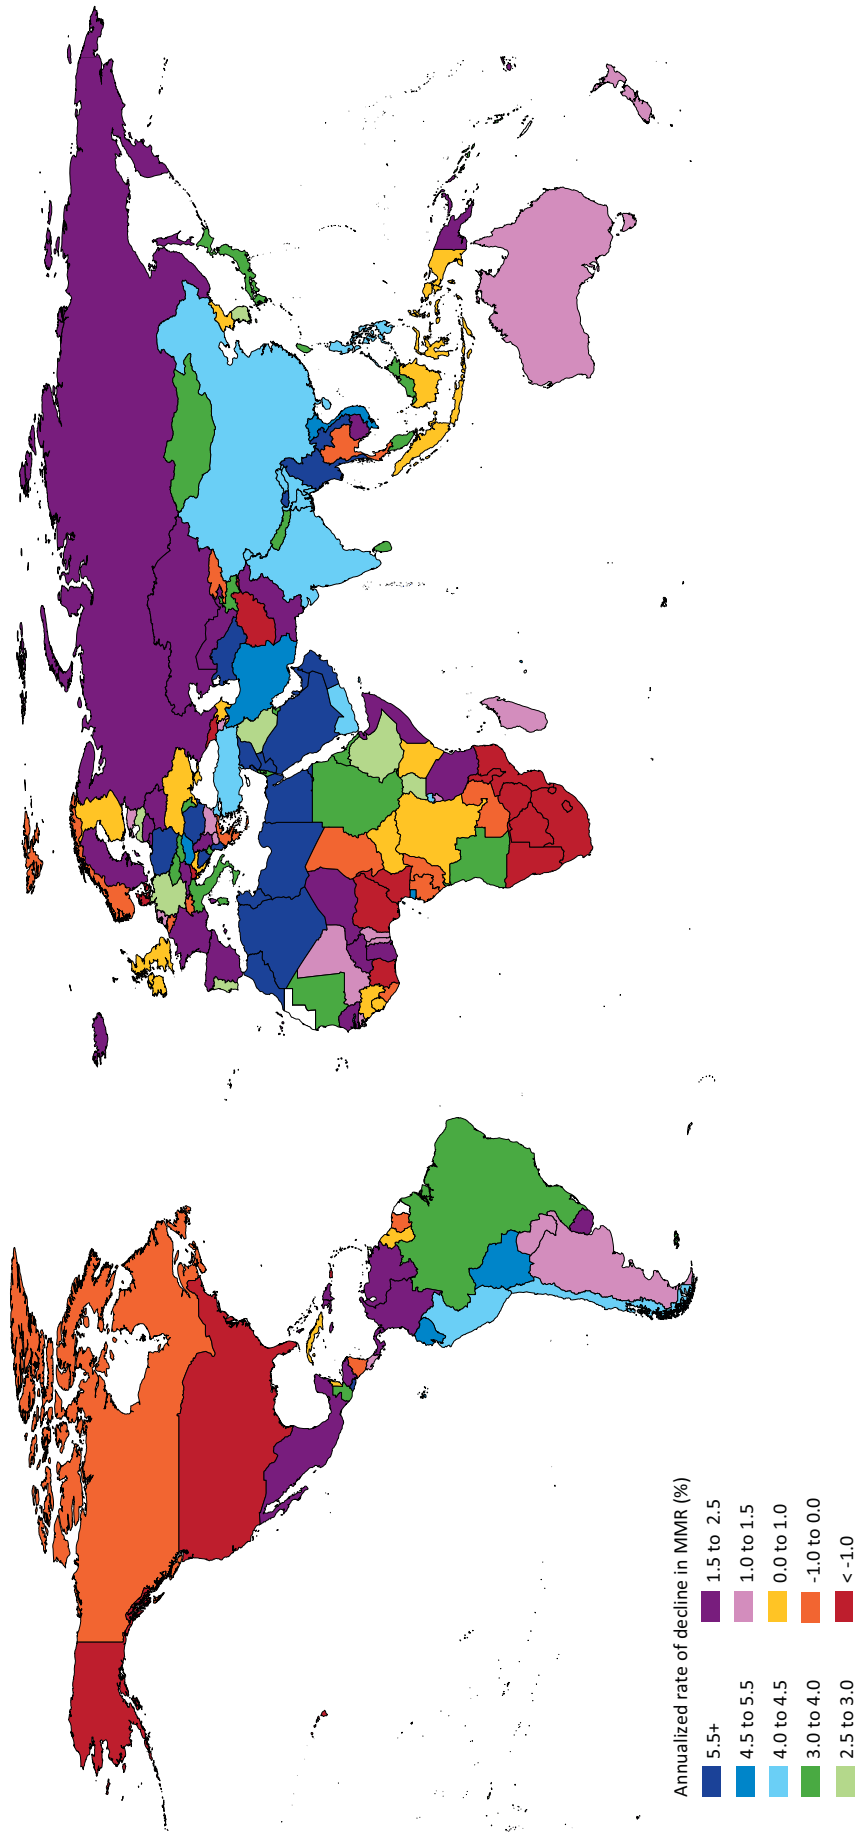 Annualized rate of decline in MMR (%)
5.5+
4.5 to 5.5
4.0 to 4.5
3.0 to 4.0
2.5 to 3.0
1.5 to 2.5
1.0 to 1.5
0.0 to 1.0
-1.0 to 0.0
< -1.0